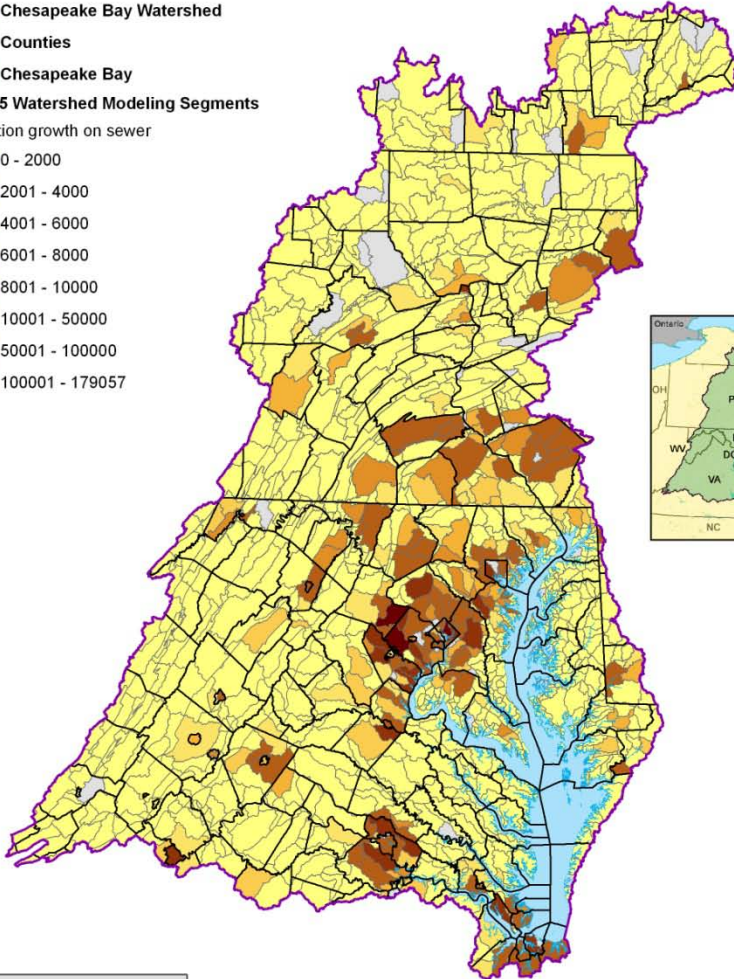 Chesapeake Bay Watershed
Counties
Chesapeake Bay
5 Watershed Modeling Segments
tion growth on sewer
0 - 2000
2001 - 4000
4001 - 6000
6001 - 8000
8001 - 10000
10001 - 50000
50001 - 100000
100001 - 179057
Ontario
OH
P
WV
DC
VA
NC